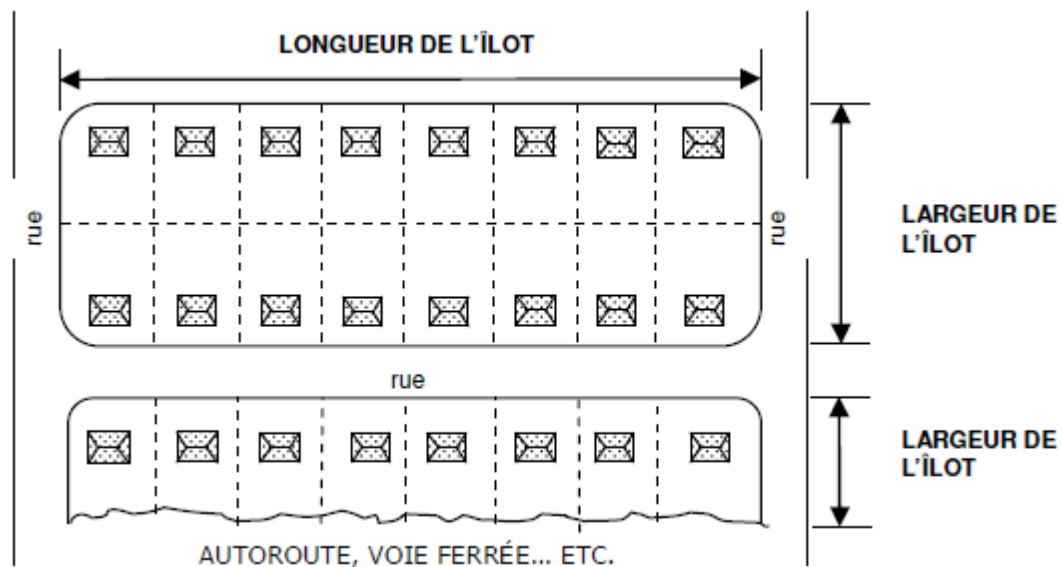 LONGUEUR DE L'ÎLOT
rue
rue
LARGEUR DE
L'ÎLOT
rue
LARGEUR DE
L'ÎLOT
AUTOROUTE, VOIE FERRÉE... ETC.